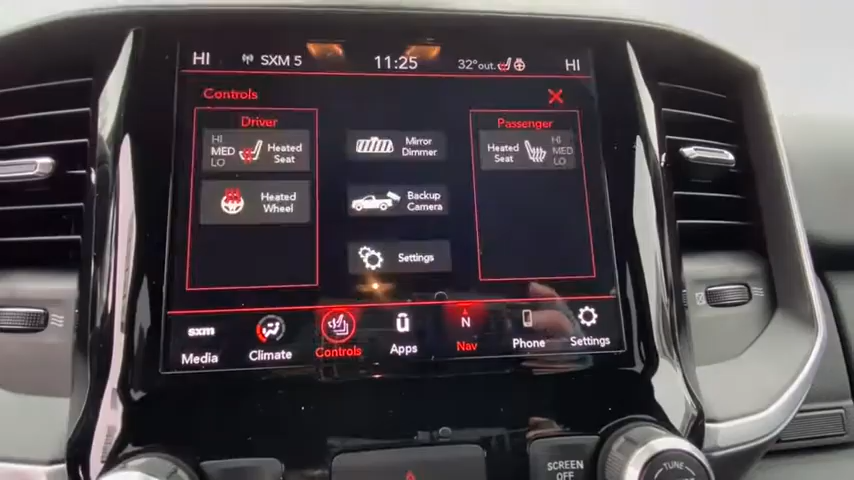 HI SXM 5 11:25 32° out. HI
Controls
Driver
HI
MED
LO
Heated
Seat
Heated
Wheel
Mirror
Dimmer
Backup
Camera
Settings
Passenger
Heated
Seat
HI
MED
LO
sxm
Media
Climate
Controls
Apps
N
Nav
Phone
Settings
SCREEN
OFF
TUNE